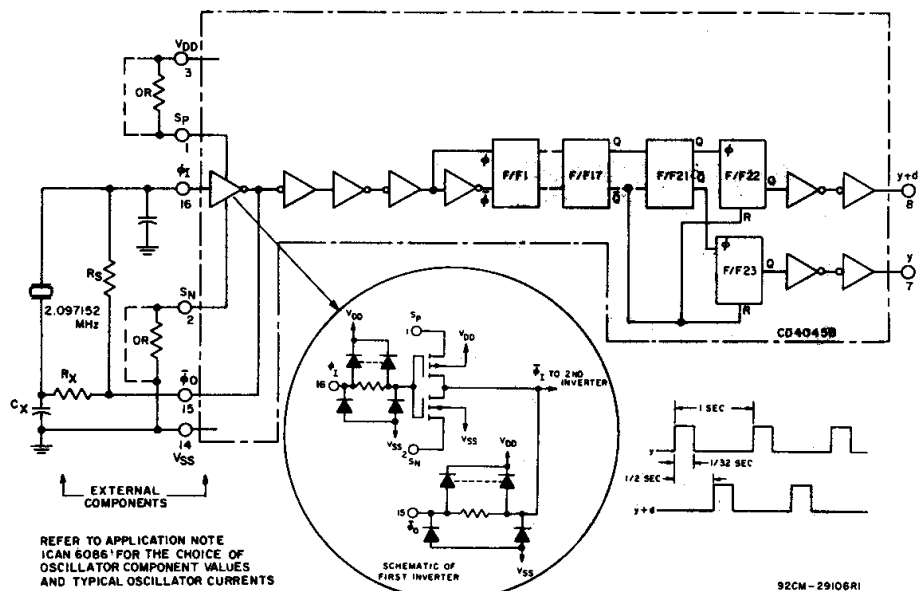 VDD
3
OR
SP
1
ϕI
16
RS
SN
2
2.097152
MHz
OR
RX
ϕ̄O
15
CX
14
VSS
EXTERNAL
COMPONENTS
REFER TO APPLICATION NOTE
ICAN 6086' FOR THE CHOICE OF
OSCILLATOR COMPONENT VALUES
AND TYPICAL OSCILLATOR CURRENTS
ϕ
ϕ̄
F/F1
F/F17
Q
Q̄
F/F21
Q
Q̄
ϕ
F/F22
Q
R
y+d
8
ϕ
F/F23
Q
R
y
7
CD4045B
SP
1
VDD
VDD
ϕI
16
ϕ̄I TO 2ND
INVERTER
VSS
VSS
2
SN
VDD
15
ϕ̄O
VSS
SCHEMATIC OF
FIRST INVERTER
1 SEC
y
1/32 SEC
1/2 SEC
y+d
92CM-29106R1